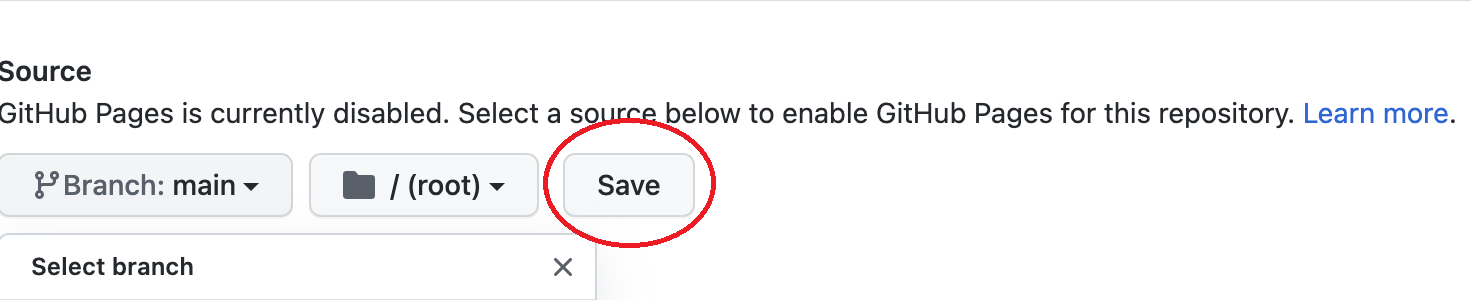 Source
GitHub Pages is currently disabled. Select a source below to enable GitHub Pages for this repository. Learn more.
Branch: main / (root) Save
Select branch